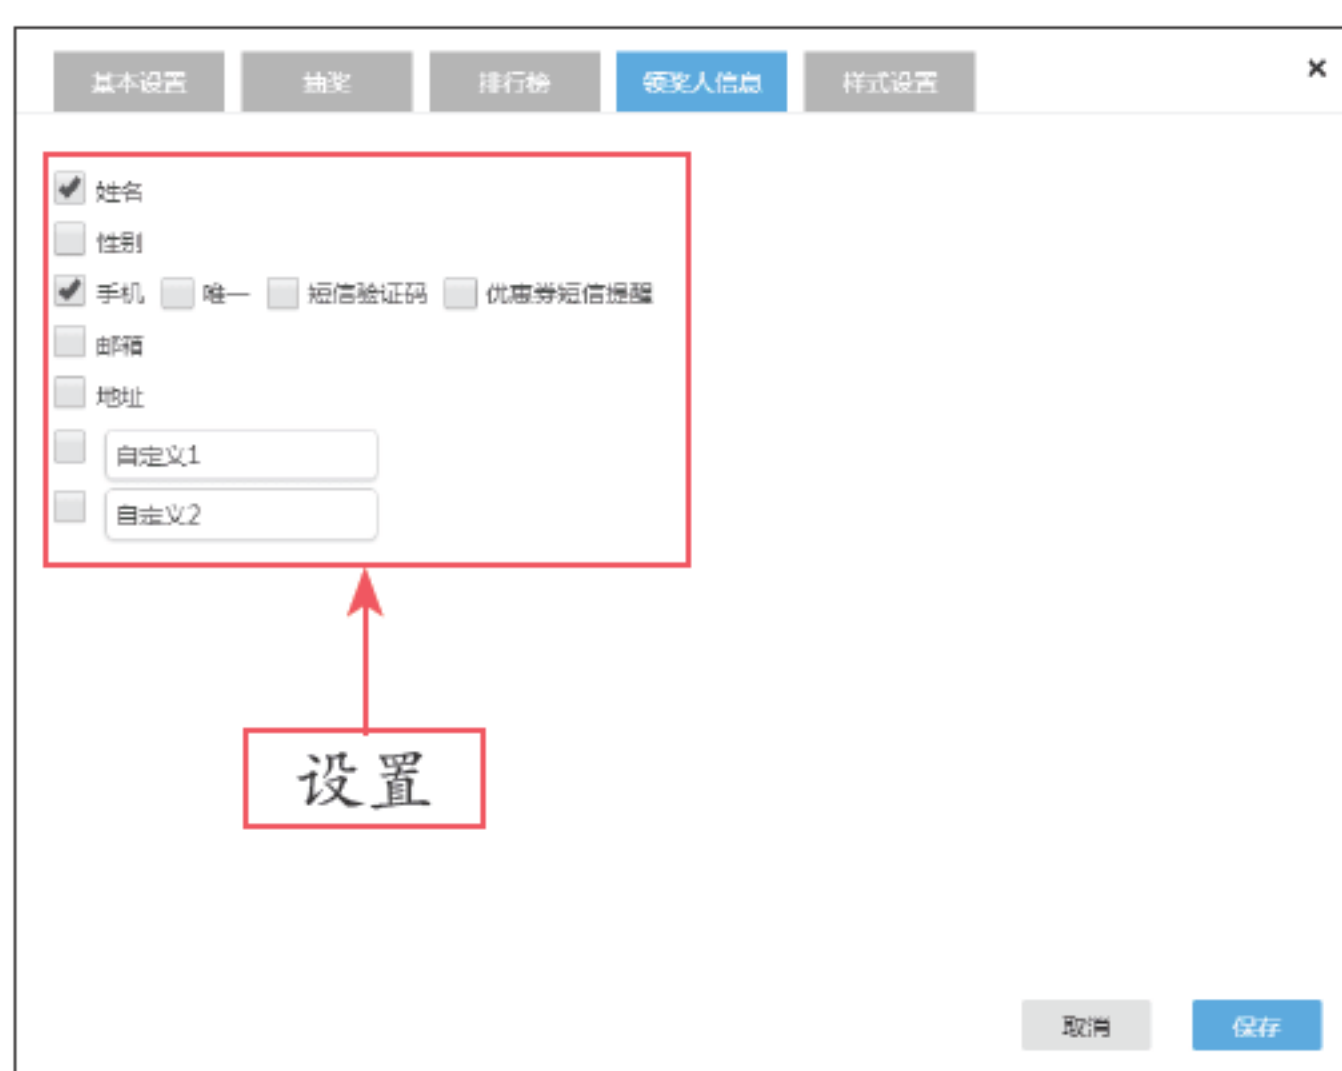 基本设置 抽奖 排行榜 领奖人信息 样式设置
姓名
性别
手机 唯一 短信验证码 优惠券短信提醒
邮箱
地址
自定义1
自定义2
设置
取消 保存